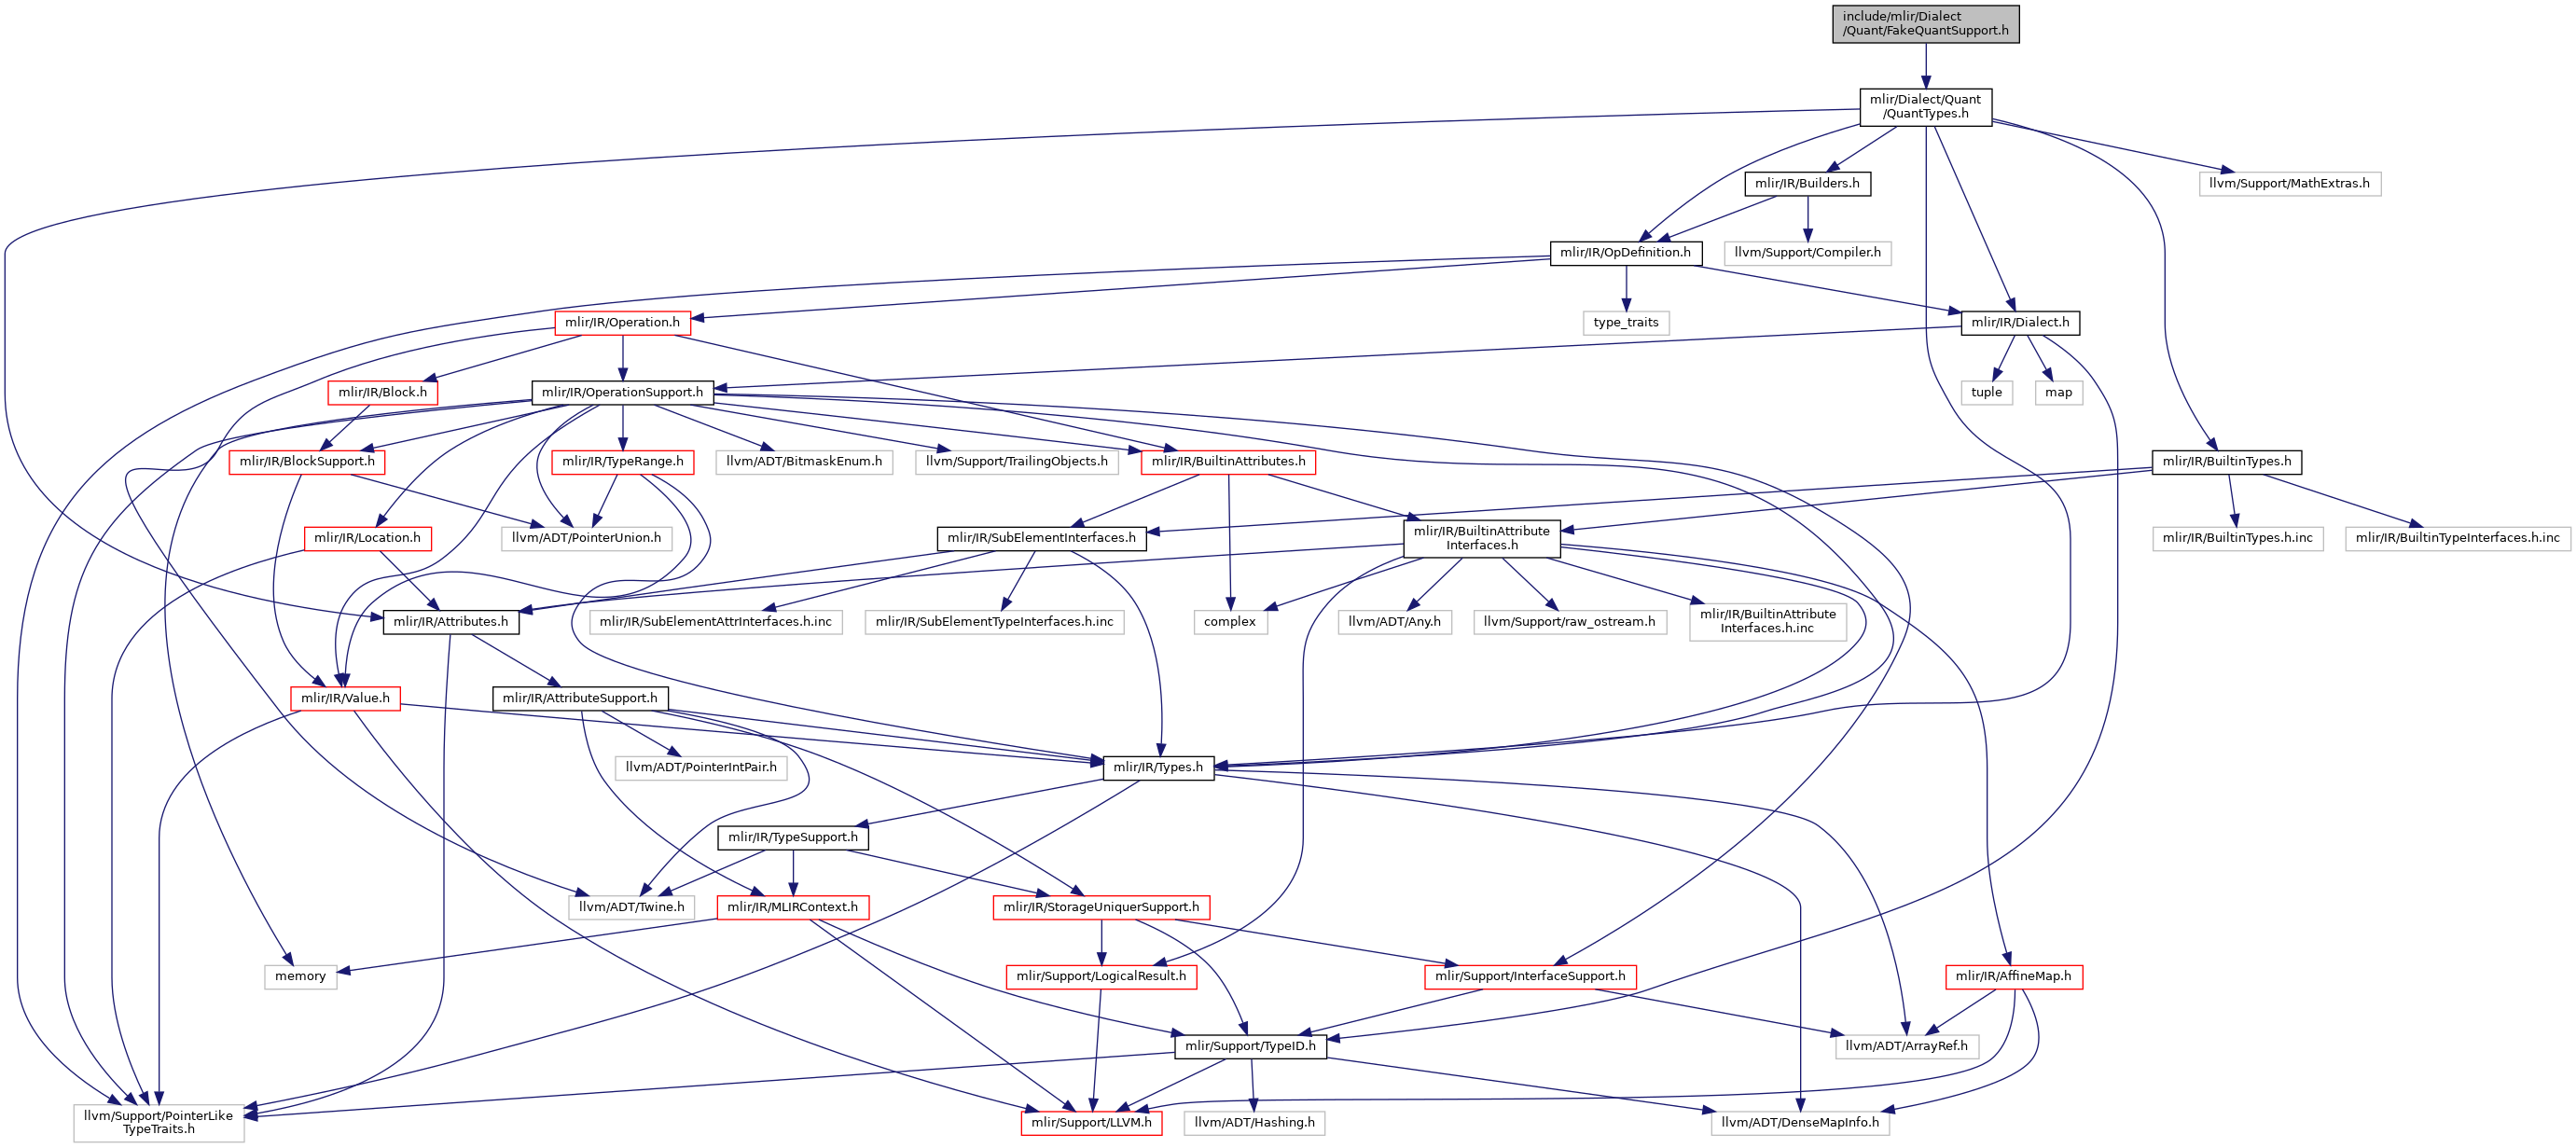 include/mlir/Dialect
/Quant/FakeQuantSupport.h
mlir/Dialect/Quant
/QuantTypes.h
mlir/IR/Builders.h
llvm/Support/MathExtras.h
mlir/IR/OpDefinition.h
llvm/Support/Compiler.h
mlir/IR/Operation.h
type_traits
mlir/IR/Dialect.h
mlir/IR/Block.h
mlir/IR/OperationSupport.h
tuple
map
mlir/IR/BlockSupport.h
mlir/IR/TypeRange.h
llvm/ADT/BitmaskEnum.h
llvm/Support/TrailingObjects.h
mlir/IR/BuiltinAttributes.h
mlir/IR/BuiltinTypes.h
mlir/IR/Location.h
llvm/ADT/PointerUnion.h
mlir/IR/SubElementInterfaces.h
mlir/IR/BuiltinAttribute
Interfaces.h
mlir/IR/BuiltinTypes.h.inc
mlir/IR/BuiltinTypeInterfaces.h.inc
mlir/IR/Attributes.h
mlir/IR/SubElementAttrInterfaces.h.inc
mlir/IR/SubElementTypeInterfaces.h.inc
complex
llvm/ADT/Any.h
llvm/Support/raw_ostream.h
mlir/IR/BuiltinAttribute
Interfaces.h.inc
mlir/IR/Value.h
mlir/IR/AttributeSupport.h
llvm/ADT/PointerIntPair.h
mlir/IR/Types.h
mlir/IR/TypeSupport.h
llvm/ADT/Twine.h
mlir/IR/MLIRContext.h
mlir/IR/StorageUniquerSupport.h
memory
mlir/Support/LogicalResult.h
mlir/Support/InterfaceSupport.h
mlir/IR/AffineMap.h
mlir/Support/TypeID.h
llvm/ADT/ArrayRef.h
llvm/Support/PointerLike
TypeTraits.h
mlir/Support/LLVM.h
llvm/ADT/Hashing.h
llvm/ADT/DenseMapInfo.h